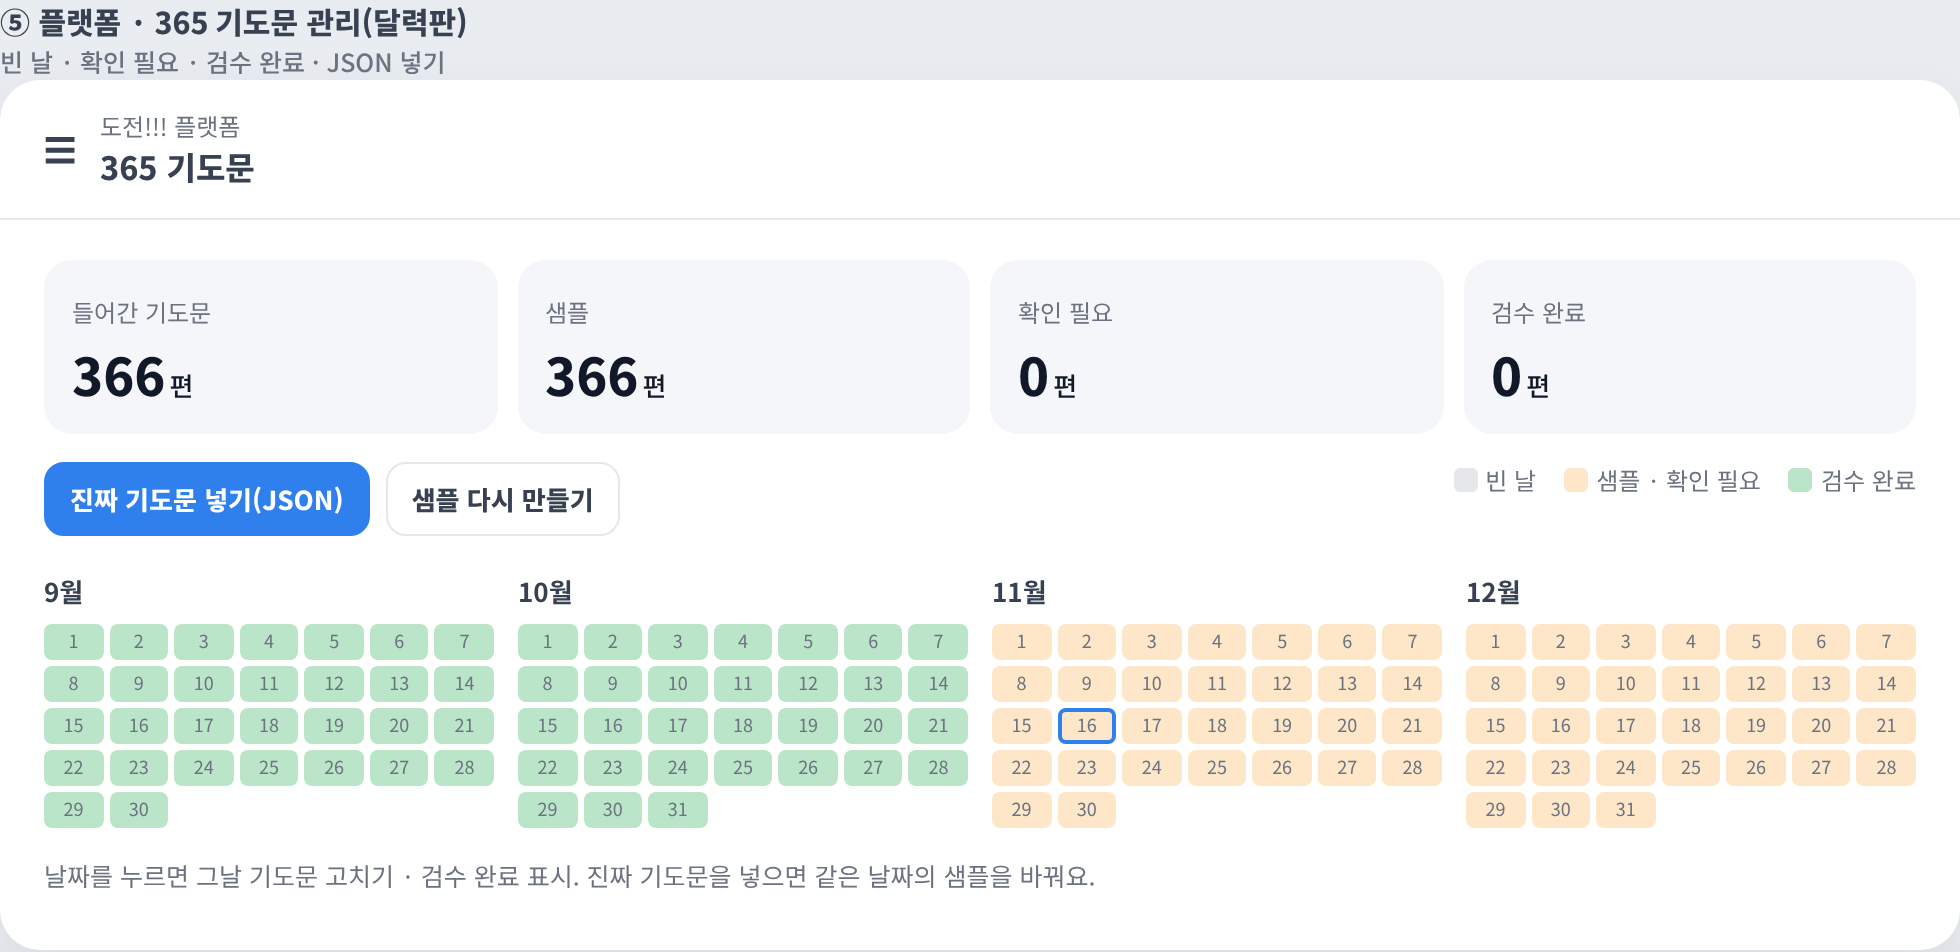 ⑤ 플랫폼 · 365 기도문 관리(달력판)
빈 날 · 확인 필요 · 검수 완료 · JSON 넣기
도전!!! 플랫폼
365 기도문
들어간 기도문
366 편
샘플
366 편
확인 필요
0 편
검수 완료
0 편
진짜 기도문 넣기(JSON)
샘플 다시 만들기
빈 날
샘플 · 확인 필요
검수 완료
9월
1 2 3 4 5 6 7
8 9 10 11 12 13 14
15 16 17 18 19 20 21
22 23 24 25 26 27 28
29 30
10월
1 2 3 4 5 6 7
8 9 10 11 12 13 14
15 16 17 18 19 20 21
22 23 24 25 26 27 28
29 30 31
11월
1 2 3 4 5 6 7
8 9 10 11 12 13 14
15 16 17 18 19 20 21
22 23 24 25 26 27 28
29 30
12월
1 2 3 4 5 6 7
8 9 10 11 12 13 14
15 16 17 18 19 20 21
22 23 24 25 26 27 28
29 30 31
날짜를 누르면 그날 기도문 고치기 · 검수 완료 표시. 진짜 기도문을 넣으면 같은 날짜의 샘플을 바꿔요.